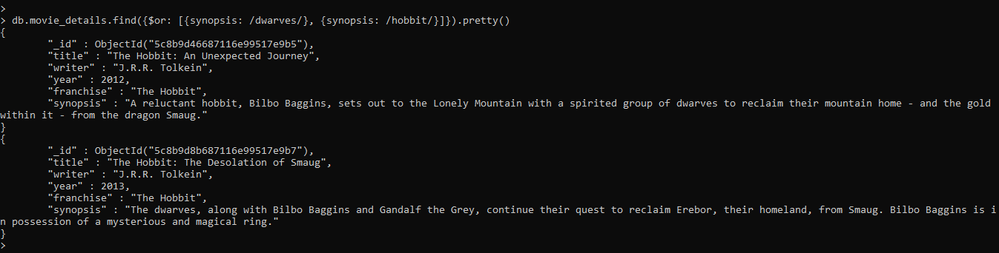 >
> db.movie_details.find({$or: [{synopsis: /dwarves/}, {synopsis: /hobbit/}]}).pretty()
{
        "_id" : ObjectId("5c8b9d46687116e99517e9b5"),
        "title" : "The Hobbit: An Unexpected Journey",
        "writer" : "J.R.R. Tolkein",
        "year" : 2012,
        "franchise" : "The Hobbit",
        "synopsis" : "A reluctant hobbit, Bilbo Baggins, sets out to the Lonely Mountain with a spirited group of dwarves to reclaim their mountain home - and the gold
within it - from the dragon Smaug."
}
{
        "_id" : ObjectId("5c8b9d8b687116e99517e9b7"),
        "title" : "The Hobbit: The Desolation of Smaug",
        "writer" : "J.R.R. Tolkein",
        "year" : 2013,
        "franchise" : "The Hobbit",
        "synopsis" : "The dwarves, along with Bilbo Baggins and Gandalf the Grey, continue their quest to reclaim Erebor, their homeland, from Smaug. Bilbo Baggins is i
n possession of a mysterious and magical ring."
}
>